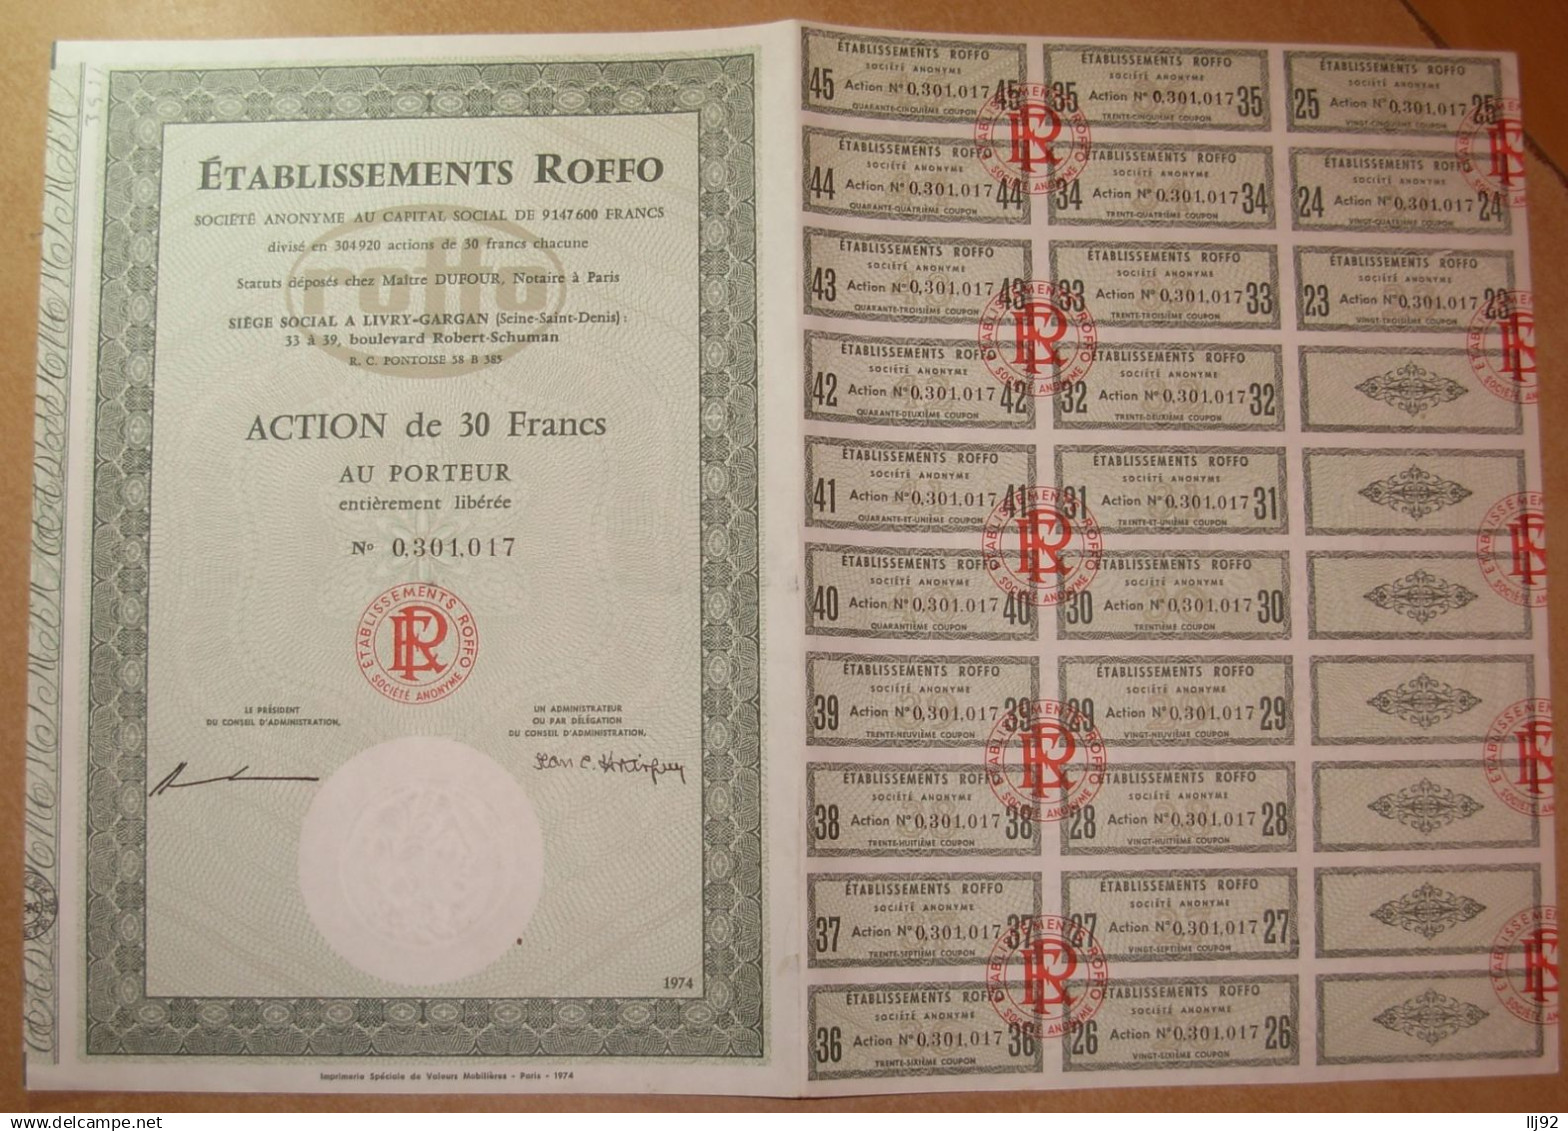 ÉTABLISSEMENTS ROFFO
SOCIÉTÉ ANONYME AU CAPITAL SOCIAL DE 9147600 FRANCS
divisé en 304920 actions de 30 francs chacune
Statuts déposés chez Maître DUFOUR, Notaire à Paris
SIÈGE SOCIAL A LIVRY-GARGAN (Seine-Saint-Denis) :
33 à 39, boulevard Robert-Schuman
R. C. PONTOISE 58 B 385
roffo
ACTION de 30 Francs
AU PORTEUR
entièrement libérée
N° 0.301.017
ÉTABLISSEMENTS ROFFO
SOCIÉTÉ ANONYME
LE PRÉSIDENT
DU CONSEIL D'ADMINISTRATION,
UN ADMINISTRATEUR
OU PAR DÉLÉGATION
DU CONSEIL D'ADMINISTRATION,
1974
Imprimerie Spéciale de Valeurs Mobilières - Paris - 1974
ÉTABLISSEMENTS ROFFO
SOCIÉTÉ ANONYME
45 Action N° 0.301.017 45
QUARANTE-CINQUIÈME COUPON
ÉTABLISSEMENTS ROFFO
SOCIÉTÉ ANONYME
35 Action N° 0.301.017 35
TRENTE-CINQUIÈME COUPON
ÉTABLISSEMENTS ROFFO
SOCIÉTÉ ANONYME
25 Action N° 0.301.017 25
VINGT-CINQUIÈME COUPON
ÉTABLISSEMENTS ROFFO
SOCIÉTÉ ANONYME
44 Action N° 0.301.017 44
QUARANTE-QUATRIÈME COUPON
ÉTABLISSEMENTS ROFFO
SOCIÉTÉ ANONYME
34 Action N° 0.301.017 34
TRENTE-QUATRIÈME COUPON
ÉTABLISSEMENTS ROFFO
SOCIÉTÉ ANONYME
24 Action N° 0.301.017 24
VINGT-QUATRIÈME COUPON
ÉTABLISSEMENTS ROFFO
SOCIÉTÉ ANONYME
43 Action N° 0.301.017 43
QUARANTE-TROISIÈME COUPON
ÉTABLISSEMENTS ROFFO
SOCIÉTÉ ANONYME
33 Action N° 0.301.017 33
TRENTE-TROISIÈME COUPON
ÉTABLISSEMENTS ROFFO
SOCIÉTÉ ANONYME
23 Action N° 0.301.017 23
VINGT-TROISIÈME COUPON
ÉTABLISSEMENTS ROFFO
SOCIÉTÉ ANONYME
42 Action N° 0.301.017 42
QUARANTE-DEUXIÈME COUPON
ÉTABLISSEMENTS ROFFO
SOCIÉTÉ ANONYME
32 Action N° 0.301.017 32
TRENTE-DEUXIÈME COUPON
ÉTABLISSEMENTS ROFFO
SOCIÉTÉ ANONYME
41 Action N° 0.301.017 41
QUARANTE-ET-UNIÈME COUPON
ÉTABLISSEMENTS ROFFO
SOCIÉTÉ ANONYME
31 Action N° 0.301.017 31
TRENTE-ET-UNIÈME COUPON
ÉTABLISSEMENTS ROFFO
SOCIÉTÉ ANONYME
40 Action N° 0.301.017 40
QUARANTIÈME COUPON
ÉTABLISSEMENTS ROFFO
SOCIÉTÉ ANONYME
30 Action N° 0.301.017 30
TRENTIÈME COUPON
ÉTABLISSEMENTS ROFFO
SOCIÉTÉ ANONYME
39 Action N° 0.301.017 39
TRENTE-NEUVIÈME COUPON
ÉTABLISSEMENTS ROFFO
SOCIÉTÉ ANONYME
29 Action N° 0.301.017 29
VINGT-NEUVIÈME COUPON
ÉTABLISSEMENTS ROFFO
SOCIÉTÉ ANONYME
38 Action N° 0.301.017 38
TRENTE-HUITIÈME COUPON
ÉTABLISSEMENTS ROFFO
SOCIÉTÉ ANONYME
28 Action N° 0.301.017 28
VINGT-HUITIÈME COUPON
ÉTABLISSEMENTS ROFFO
SOCIÉTÉ ANONYME
37 Action N° 0.301.017 37
TRENTE-SEPTIÈME COUPON
ÉTABLISSEMENTS ROFFO
SOCIÉTÉ ANONYME
27 Action N° 0.301.017 27
VINGT-SEPTIÈME COUPON
ÉTABLISSEMENTS ROFFO
SOCIÉTÉ ANONYME
36 Action N° 0.301.017 36
TRENTE-SIXIÈME COUPON
ÉTABLISSEMENTS ROFFO
SOCIÉTÉ ANONYME
26 Action N° 0.301.017 26
VINGT-SIXIÈME COUPON
delcampe.net
llj92